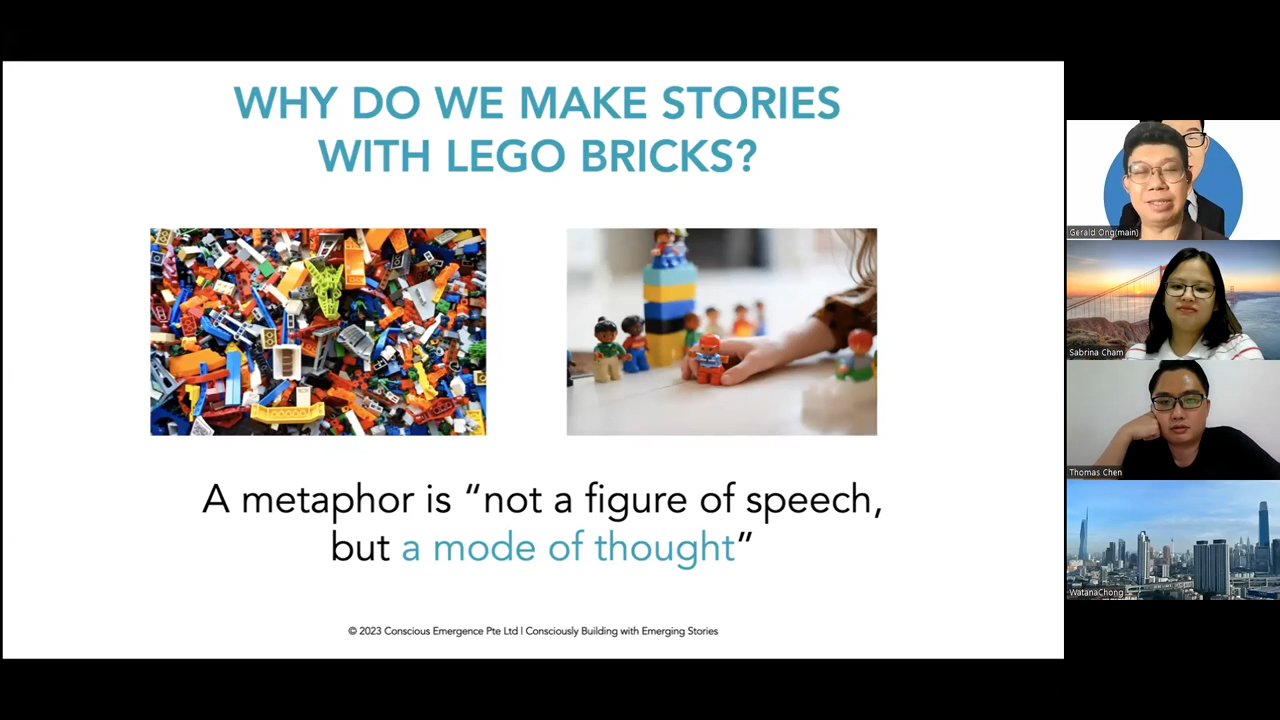 WHY DO WE MAKE STORIES
WITH LEGO BRICKS?
A metaphor is “not a figure of speech,
but a mode of thought”
© 2023 Conscious Emergence Pte Ltd | Consciously Building with Emerging Stories
Gerald Ong(main)
Sabrina Cham
Thomas Chen
WatanaChong